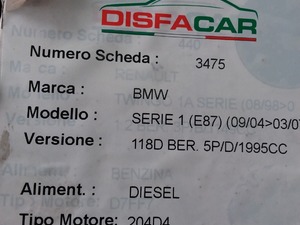 DISFACAR
Numero Scheda : 3475
Marca : BMW
Modello : SERIE 1 (E87) (09/04>03/07
Versione : 118D BER. 5P/D/1995CC
Aliment. : DIESEL
Tipo Motore: 204D4